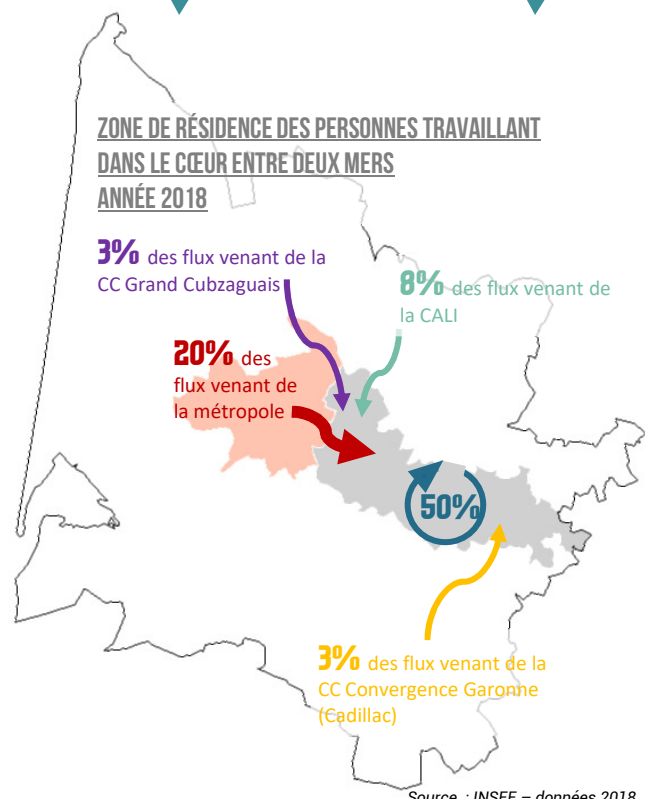 ZONE DE RÉSIDENCE DES PERSONNES TRAVAILLANT
DANS LE CŒUR ENTRE DEUX MERS
ANNÉE 2018
3% des flux venant de la
CC Grand Cubzaguais
8% des flux venant de
la CALI
20% des
flux venant de
la métropole
50%
3% des flux venant de la
CC Convergence Garonne
(Cadillac)
Source : INSEE – données 2018